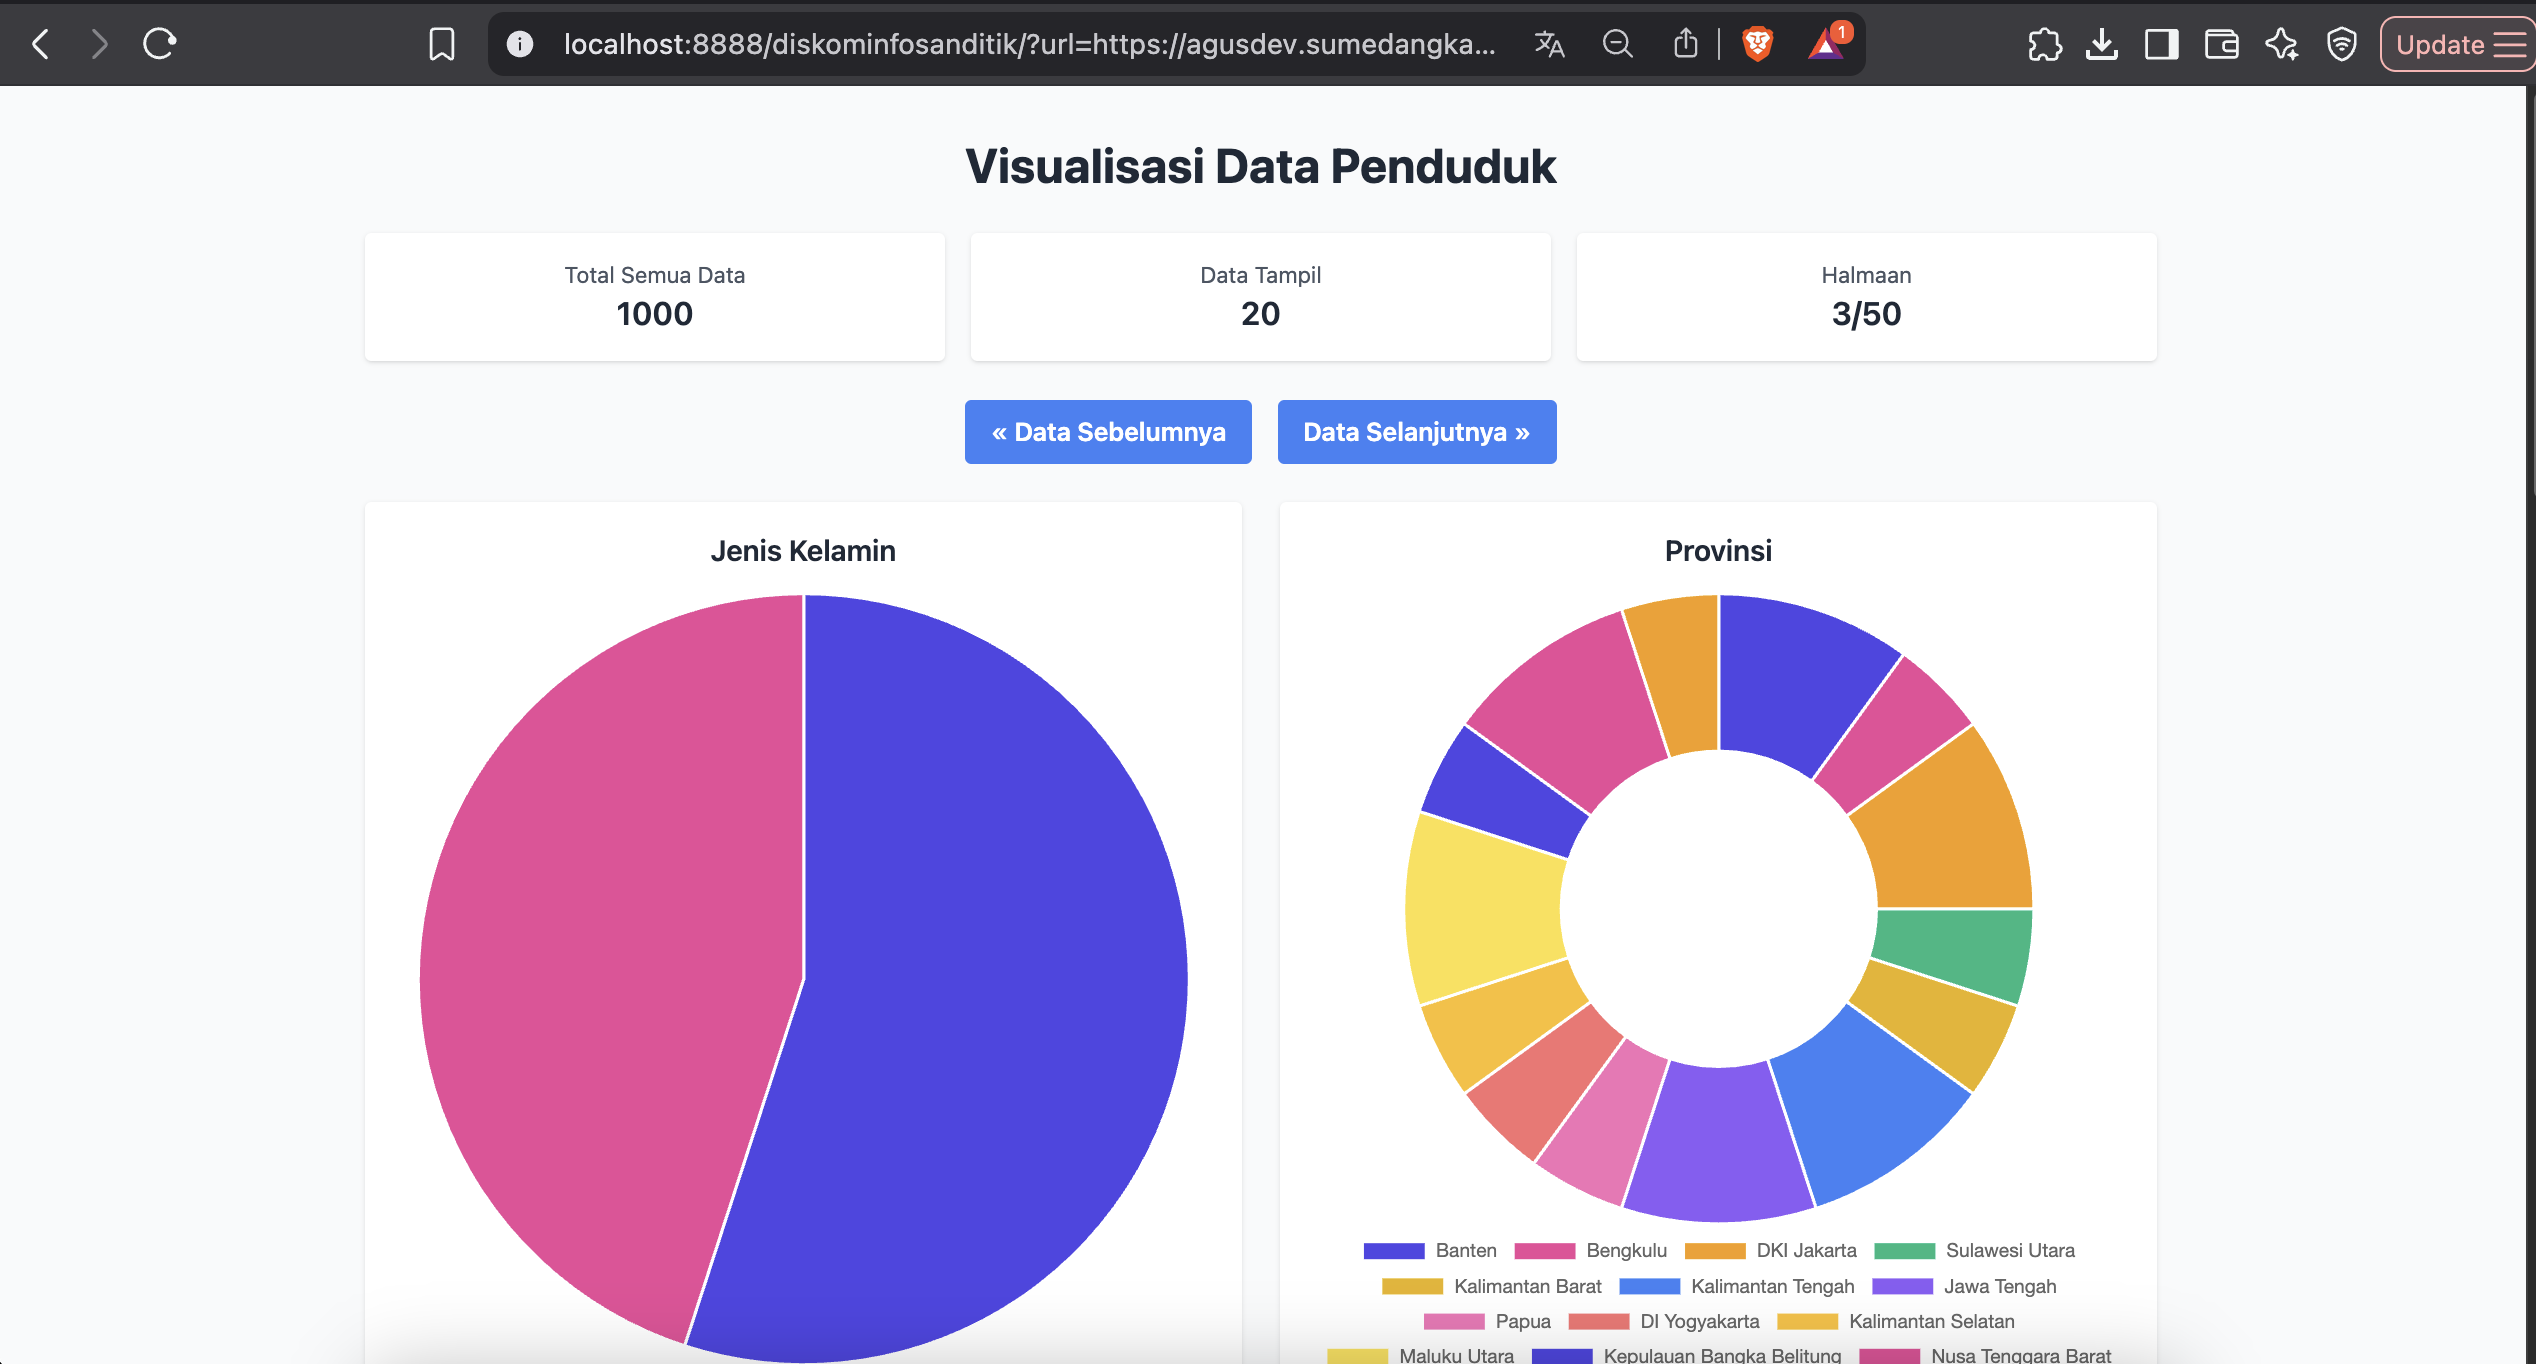 localhost:8888/diskominfosanditik/?url=https://agusdev.sumedangka...
1
Update
Visualisasi Data Penduduk
Total Semua Data
1000
Data Tampil
20
Halmaan
3/50
« Data Sebelumnya
Data Selanjutnya »
Jenis Kelamin
Provinsi
Banten Bengkulu DKI Jakarta Sulawesi Utara
Kalimantan Barat Kalimantan Tengah Jawa Tengah
Papua DI Yogyakarta Kalimantan Selatan
Maluku Utara Kepulauan Bangka Belitung Nusa Tenggara Barat